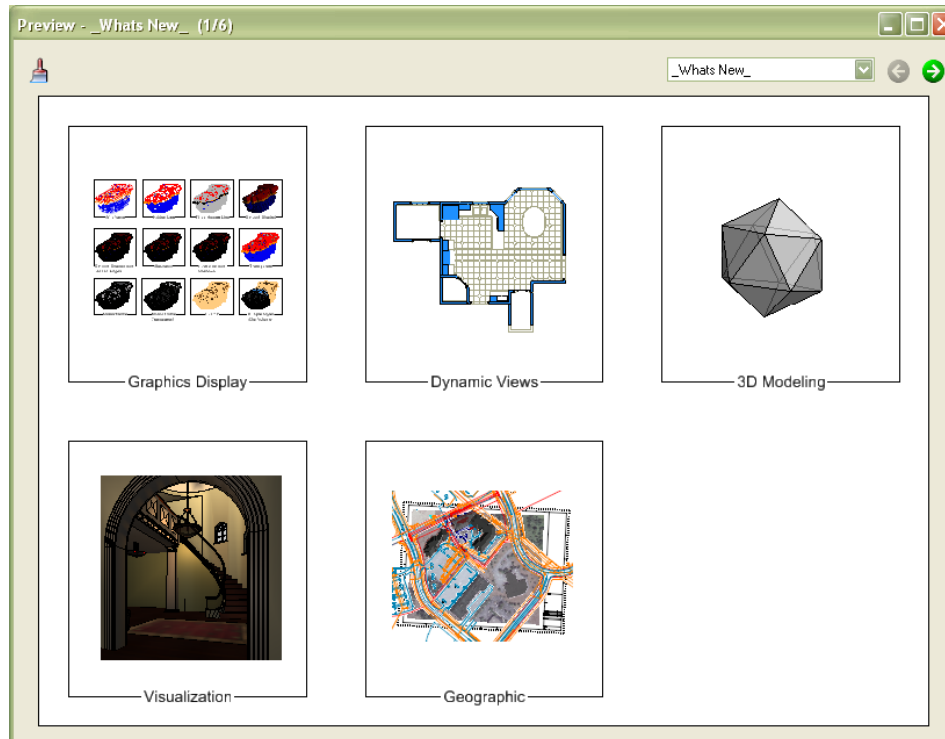 Preview - _Whats New_ (1/6)
_Whats New_
Graphics Display
Dynamic Views
3D Modeling
Visualization
Geographic